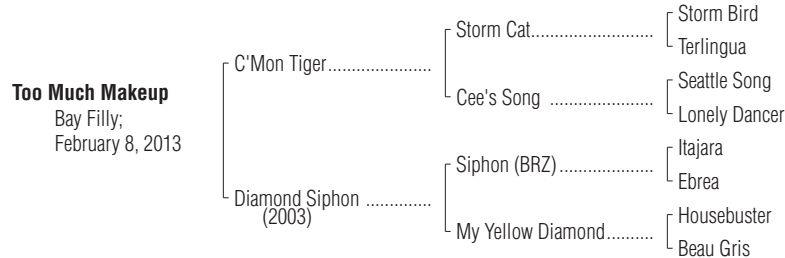 Too Much Makeup
Bay Filly;
February 8, 2013
C'Mon Tiger....................
Diamond Siphon ..............
(2003)
Storm Cat..........................
Cee's Song ......................
Siphon (BRZ)....................
My Yellow Diamond..........
Storm Bird
Terlingua
Seattle Song
Lonely Dancer
Itajara
Ebrea
Housebuster
Beau Gris